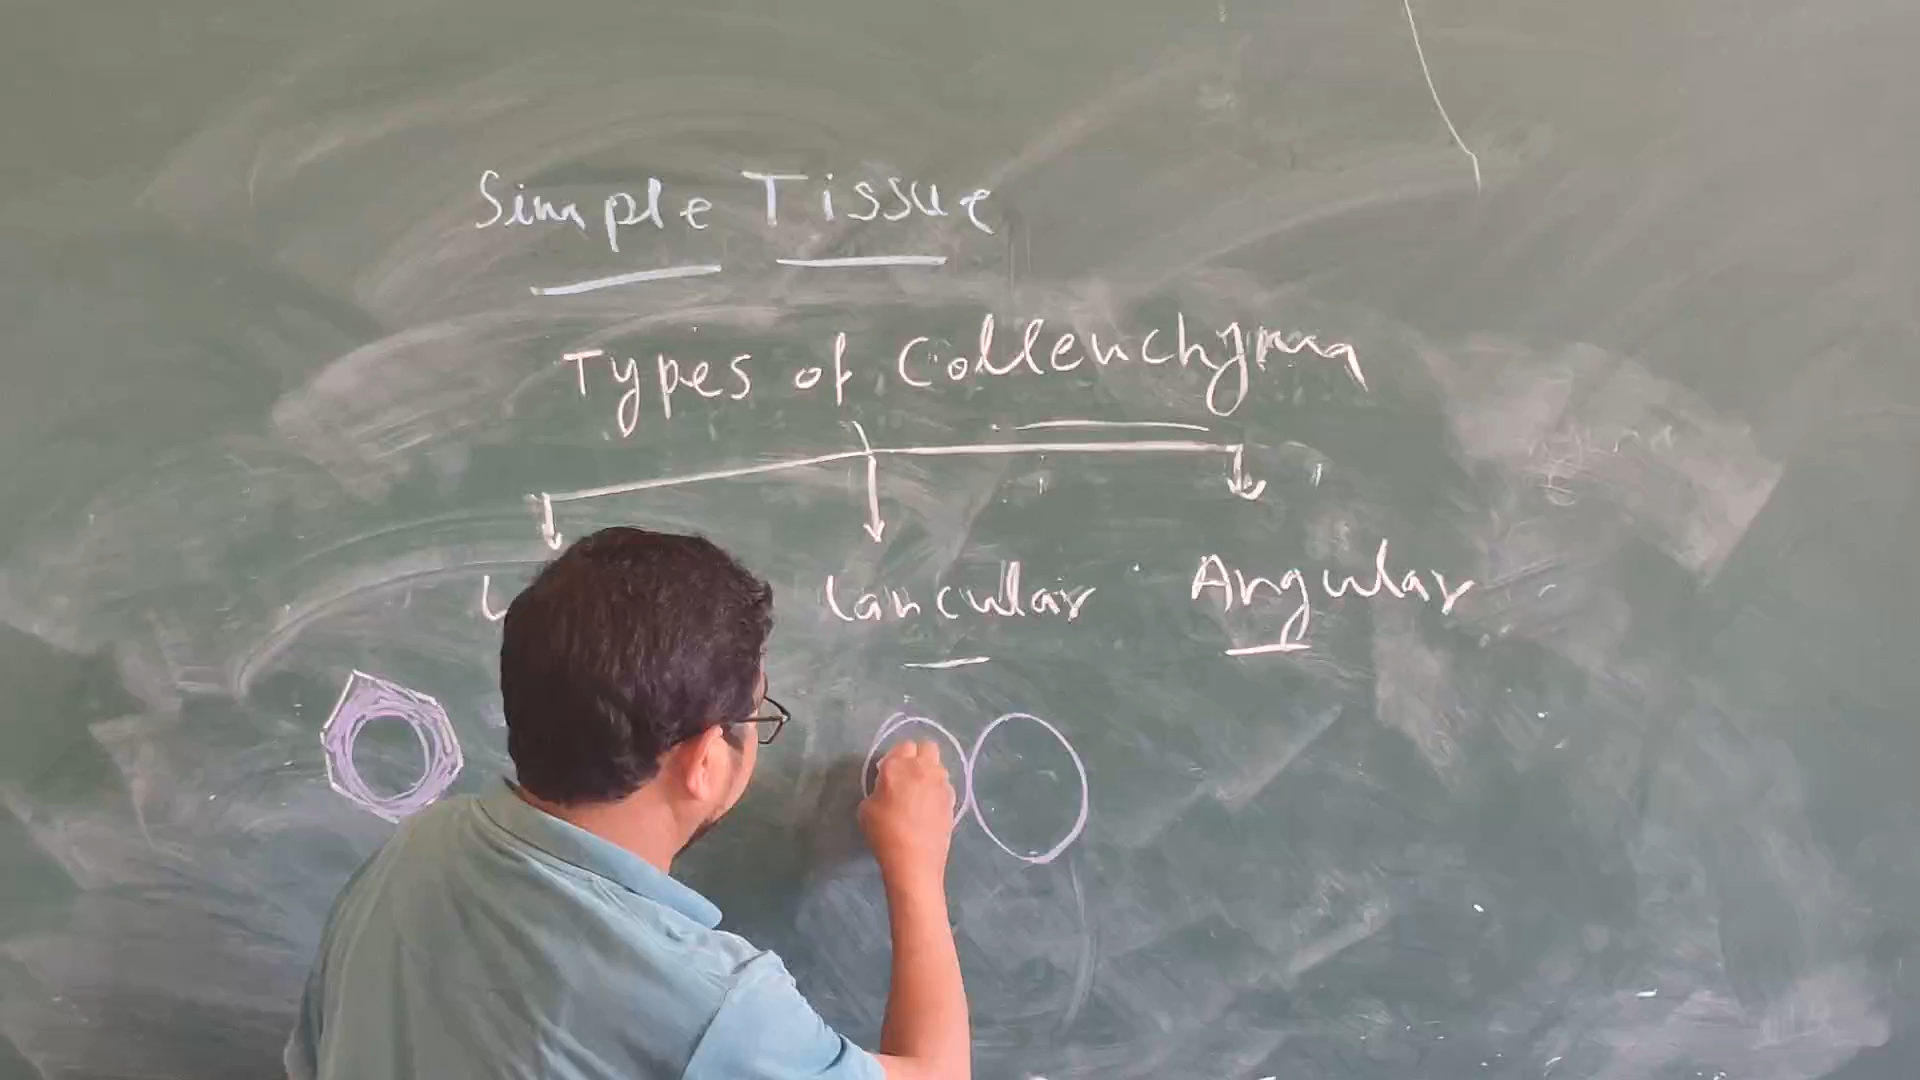 Simple Tissue
Types of Collenchyma
L
lancular
Angular